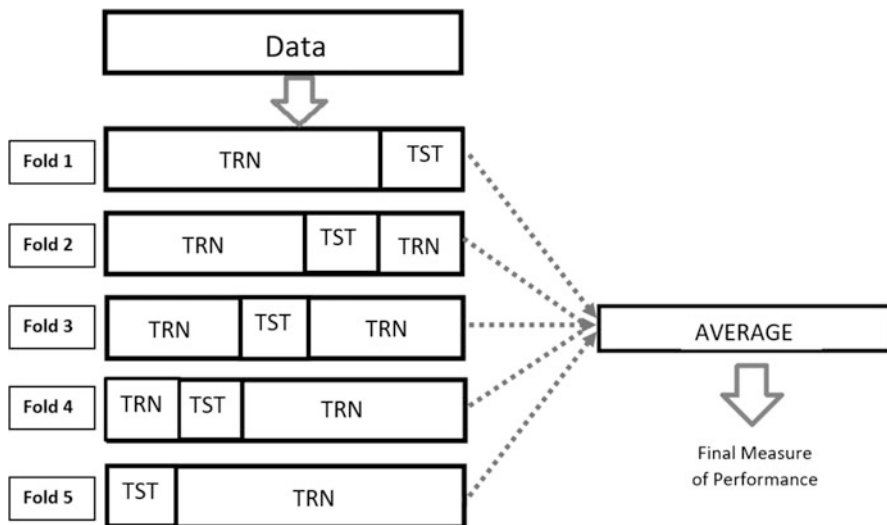 Data
Fold 1 TRN TST
Fold 2 TRN TST TRN
Fold 3 TRN TST TRN
AVERAGE
Fold 4 TRN TST TRN
Final Measure
of Performance
Fold 5 TST TRN